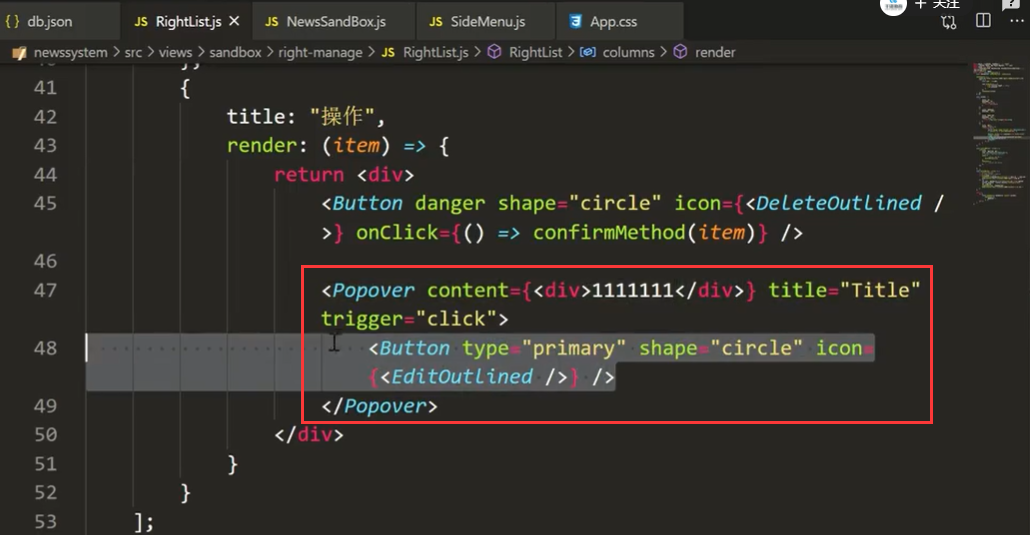 db.json
JS RightList.js
JS NewsSandBox.js
JS SideMenu.js
App.css
关注
newssystem > src > views > sandbox > right-manage > JS RightList.js > RightList > columns > render
41 {
42 title: "操作",
43 render: (item) => {
44 return <div>
45 <Button danger shape="circle" icon={<DeleteOutlined /
>} onClick={() => confirmMethod(item)} />
46
47 <Popover content={<div>1111111</div>} title="Title"
trigger="click">
48 <Button type="primary" shape="circle" icon=
{<EditOutlined />} />
49 </Popover>
50 </div>
51 }
52 }
53 ];